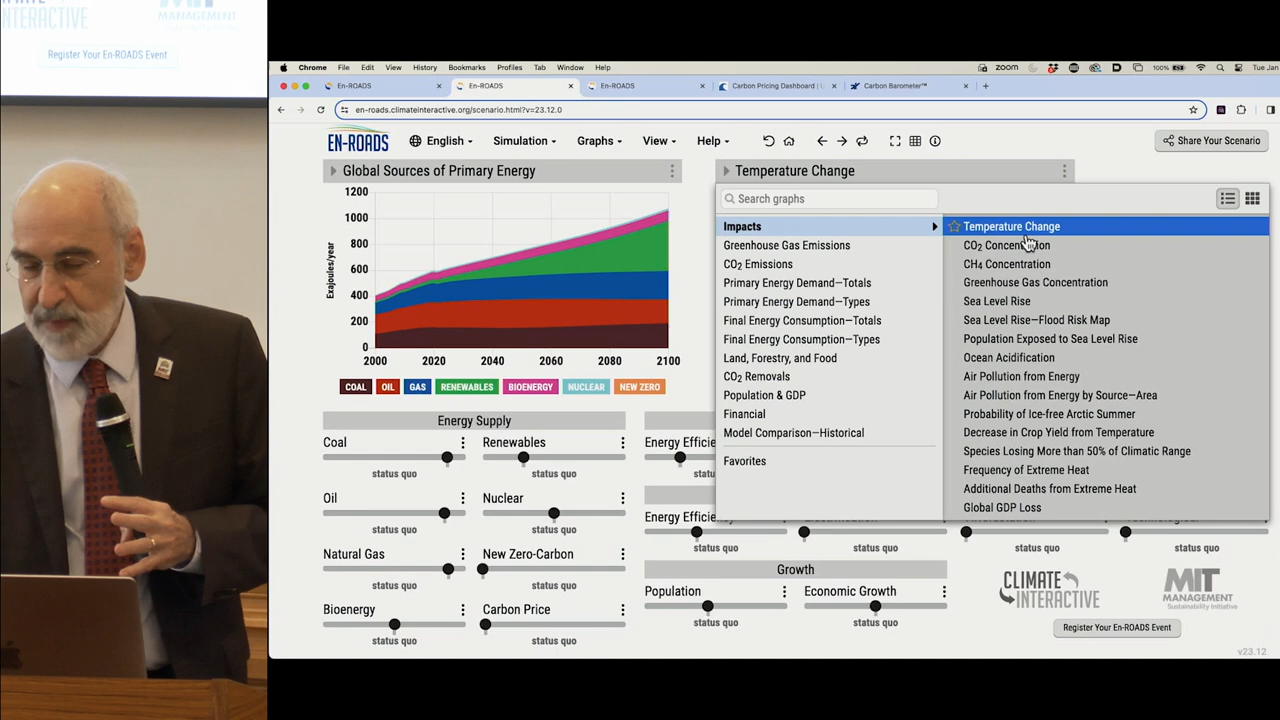 INTERACTIVE
MANAGEMENT
Register Your En-ROADS Event
Chrome File Edit View History Bookmarks Profiles Tab Window Help
zoom
100%
Tue Jan
En-ROADS
En-ROADS
En-ROADS
Carbon Pricing Dashboard | U
Carbon Barometer™
en-roads.climateinteractive.org/scenario.html?v=23.12.0
EN-ROADS
English
Simulation
Graphs
View
Help
Share Your Scenario
Global Sources of Primary Energy
Temperature Change
Exajoules/year
1200
1000
800
600
400
200
0
2000 2020 2040 2060 2080 2100
COAL OIL GAS RENEWABLES BIOENERGY NUCLEAR NEW ZERO
Search graphs
Impacts
Greenhouse Gas Emissions
CO2 Emissions
Primary Energy Demand–Totals
Primary Energy Demand–Types
Final Energy Consumption–Totals
Final Energy Consumption–Types
Land, Forestry, and Food
CO2 Removals
Population & GDP
Financial
Model Comparison–Historical
Favorites
Temperature Change
CO2 Concentration
CH4 Concentration
Greenhouse Gas Concentration
Sea Level Rise
Sea Level Rise–Flood Risk Map
Population Exposed to Sea Level Rise
Ocean Acidification
Air Pollution from Energy
Air Pollution from Energy by Source–Area
Probability of Ice-free Arctic Summer
Decrease in Crop Yield from Temperature
Species Losing More than 50% of Climatic Range
Frequency of Extreme Heat
Additional Deaths from Extreme Heat
Global GDP Loss
Energy Supply
Coal
status quo
Renewables
status quo
Oil
status quo
Nuclear
status quo
Natural Gas
status quo
New Zero-Carbon
status quo
Bioenergy
status quo
Carbon Price
status quo
Energy Efficie
status quo
Energy Efficiency
status quo
status quo
status quo
status quo
Growth
Population
status quo
Economic Growth
status quo
CLIMATE
INTERACTIVE
MIT
MANAGEMENT
Sustainability Initiative
Register Your En-ROADS Event
v23.12